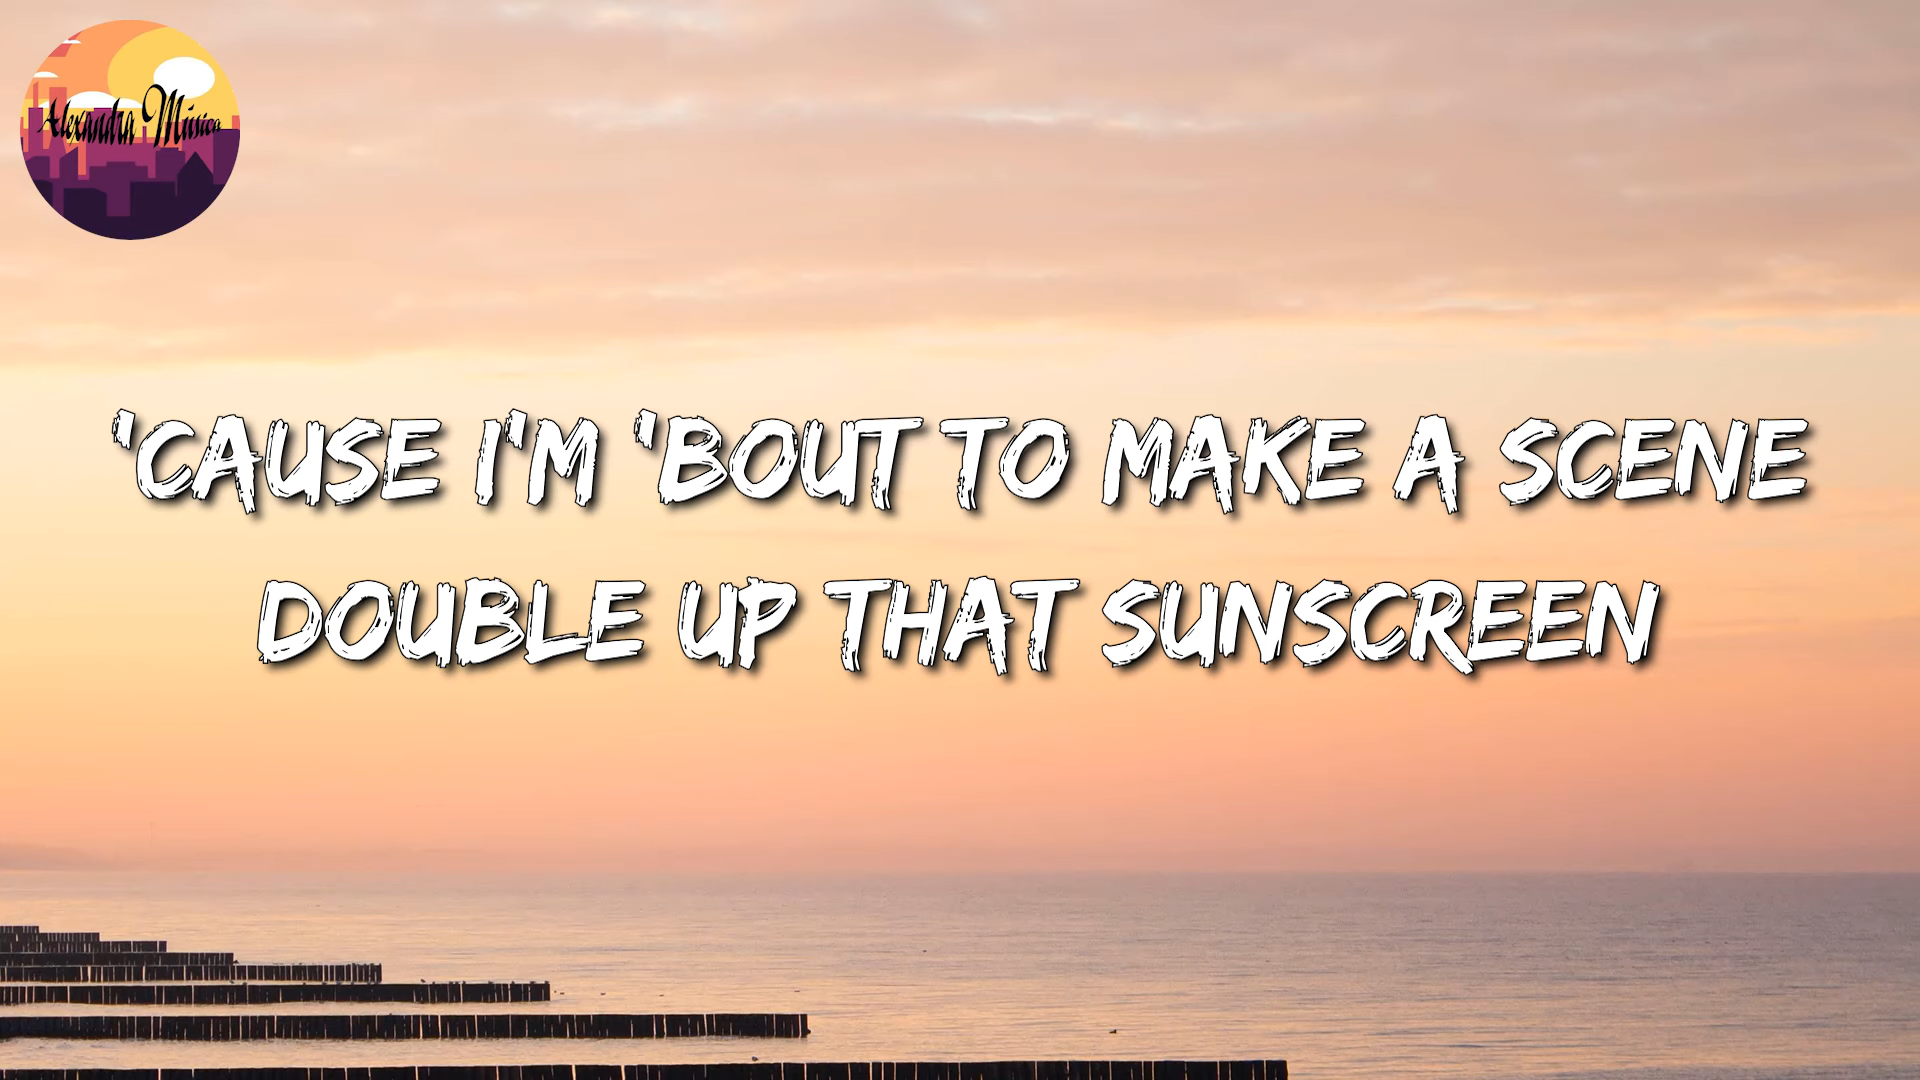 Alexandra Música
'CAUSE I'M 'BOUT TO MAKE A SCENE
DOUBLE UP THAT SUNSCREEN